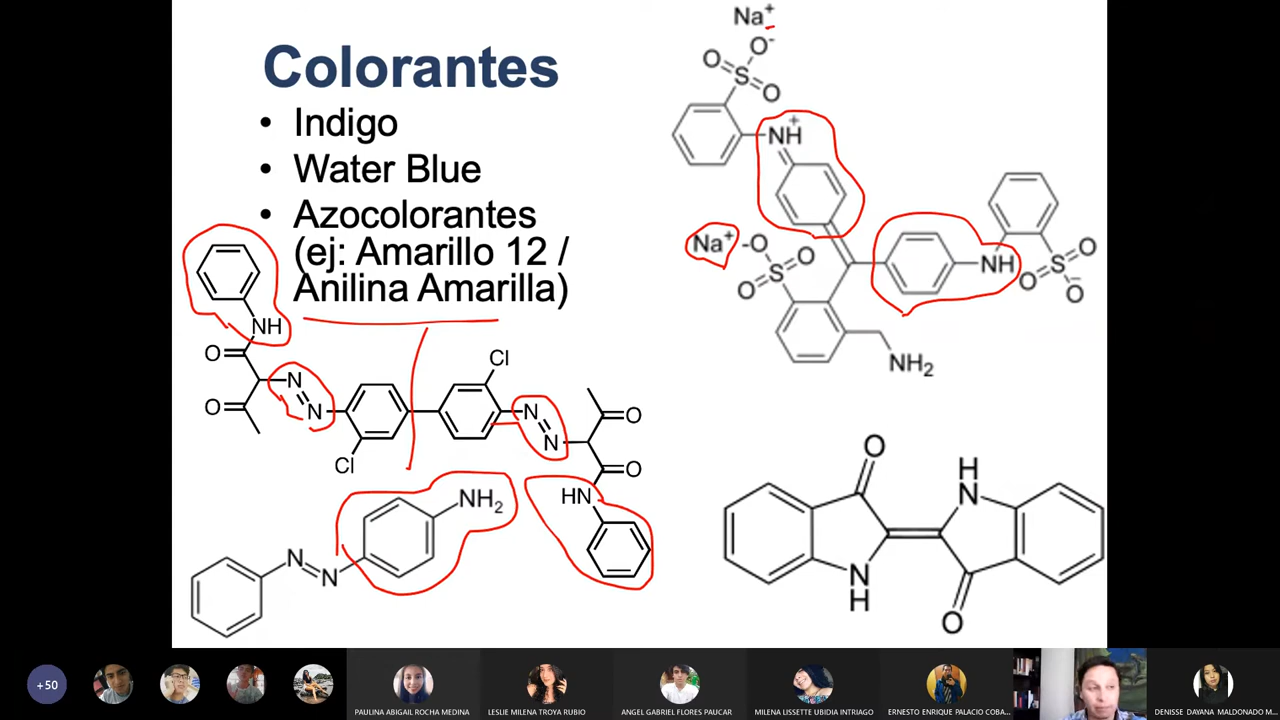 Colorantes
• Indigo
• Water Blue
• Azocolorantes
(ej: Amarillo 12 /
Anilina Amarilla)
Na+
O-
O
S
O
NH+
Na+ -O
O
S
O
NH
S
O
O
O-
NH2
NH
O
N
N
O
Cl
Cl
N
N
O
O
HN
NH2
N
N
O
H
N
N
H
O
+50
PAULINA ABIGAIL ROCHA MEDINA
LESLIE MILENA TROYA RUBIO
ANGEL GABRIEL FLORES PAUCAR
MILENA LISSETTE UBIDIA INTRIAGO
ERNESTO ENRIQUE PALACIO COBA...
DENISSE DAYANA MALDONADO M...